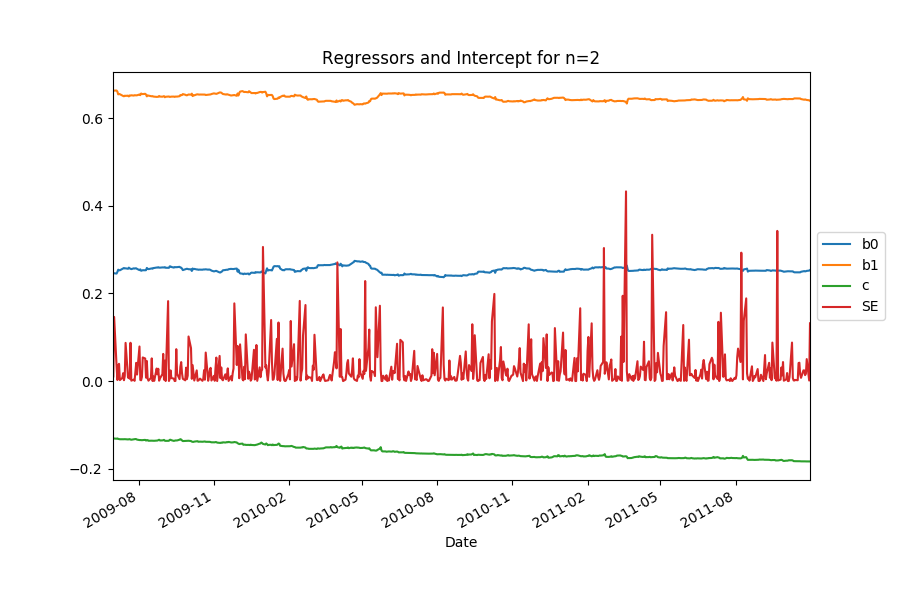 Regressors and Intercept for n=2
0.6
0.4
0.2
0.0
−0.2
2009-08
2009-11
2010-02
2010-05
2010-08
2010-11
2011-02
2011-05
2011-08
Date
b0
b1
c
SE